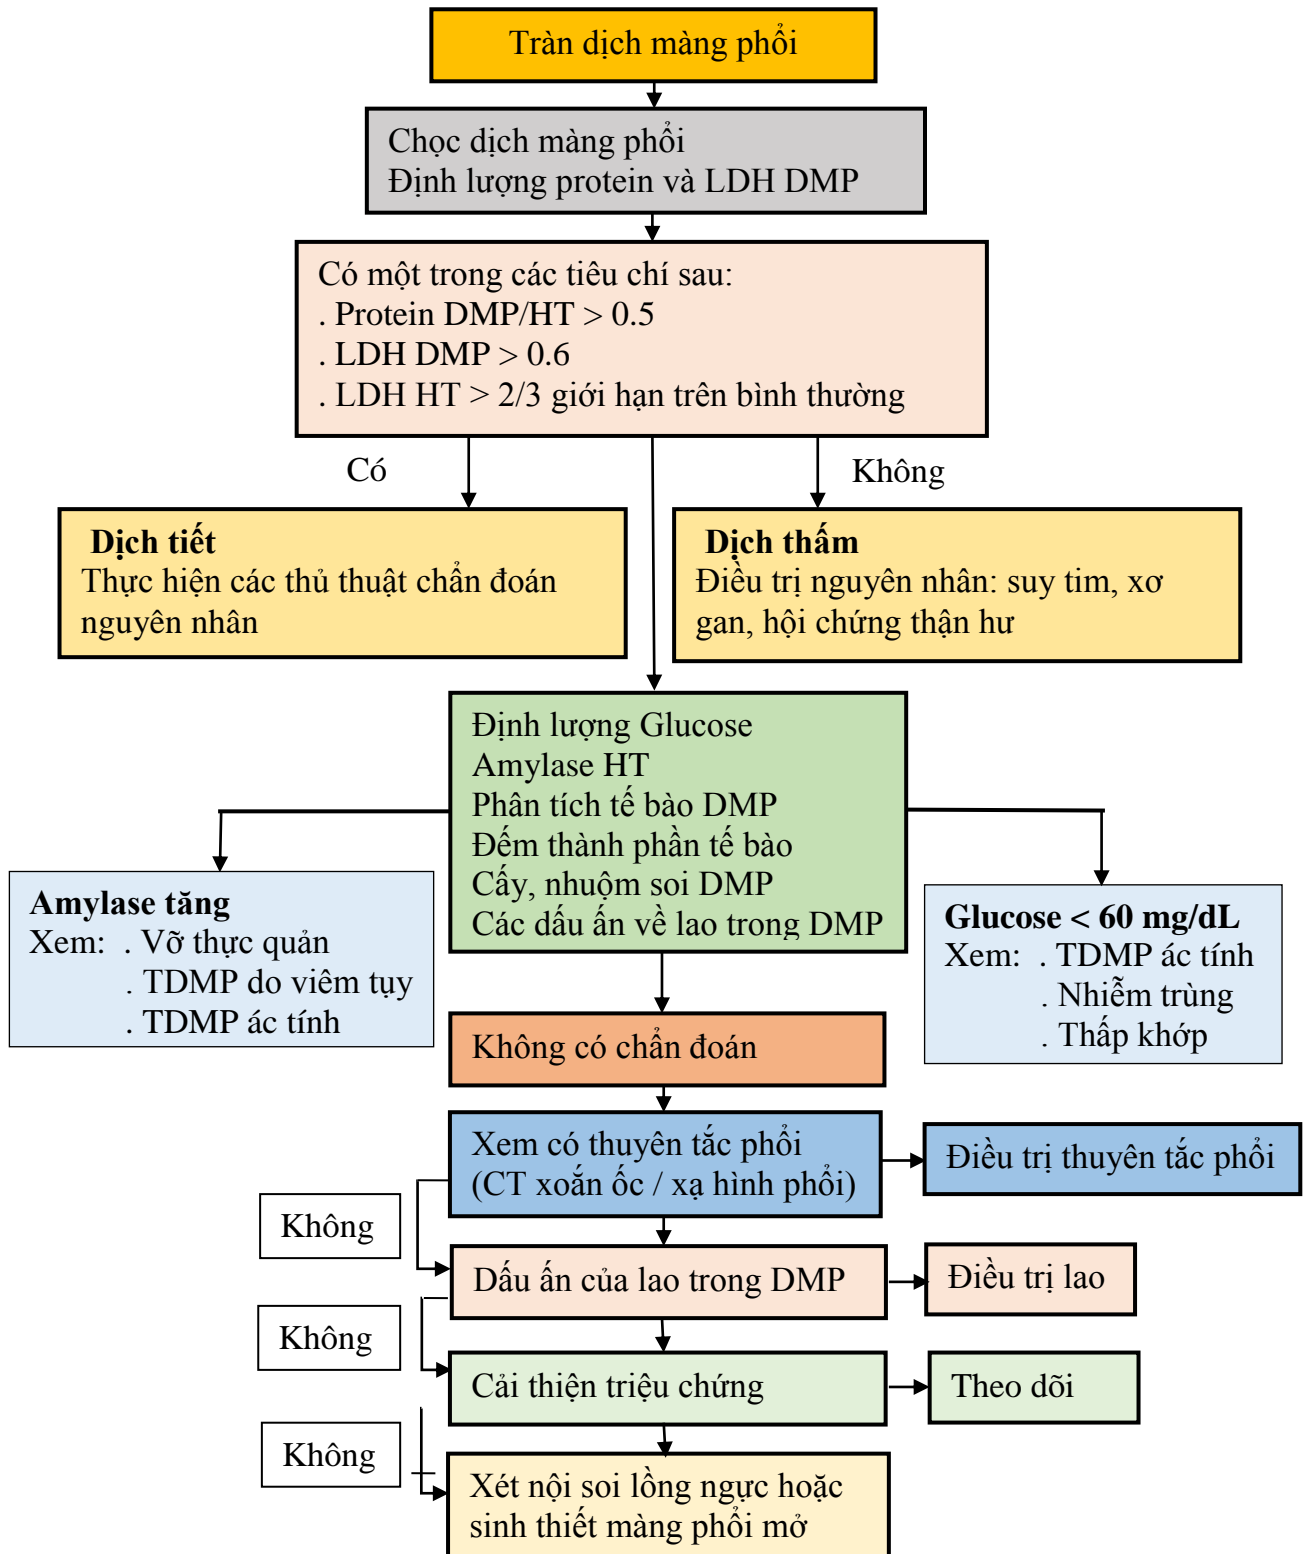 Tràn dịch màng phổi
Chọc dịch màng phổi
Định lượng protein và LDH DMP
Có một trong các tiêu chí sau:
. Protein DMP/HT > 0.5
. LDH DMP > 0.6
. LDH HT > 2/3 giới hạn trên bình thường
Có
Không
Dịch tiết
Thực hiện các thủ thuật chẩn đoán
nguyên nhân
Dịch thấm
Điều trị nguyên nhân: suy tim, xơ
gan, hội chứng thận hư
Định lượng Glucose
Amylase HT
Phân tích tế bào DMP
Đếm thành phần tế bào
Cấy, nhuộm soi DMP
Các dấu ấn về lao trong DMP
Amylase tăng
Xem: . Vỡ thực quản
. TDMP do viêm tụy
. TDMP ác tính
Glucose < 60 mg/dL
Xem: . TDMP ác tính
. Nhiễm trùng
. Thấp khớp
Không có chẩn đoán
Xem có thuyên tắc phổi
(CT xoắn ốc / xạ hình phổi)
Điều trị thuyên tắc phổi
Không
Dấu ấn của lao trong DMP
Điều trị lao
Không
Cải thiện triệu chứng
Theo dõi
Không
Xét nội soi lồng ngực hoặc
sinh thiết màng phổi mở